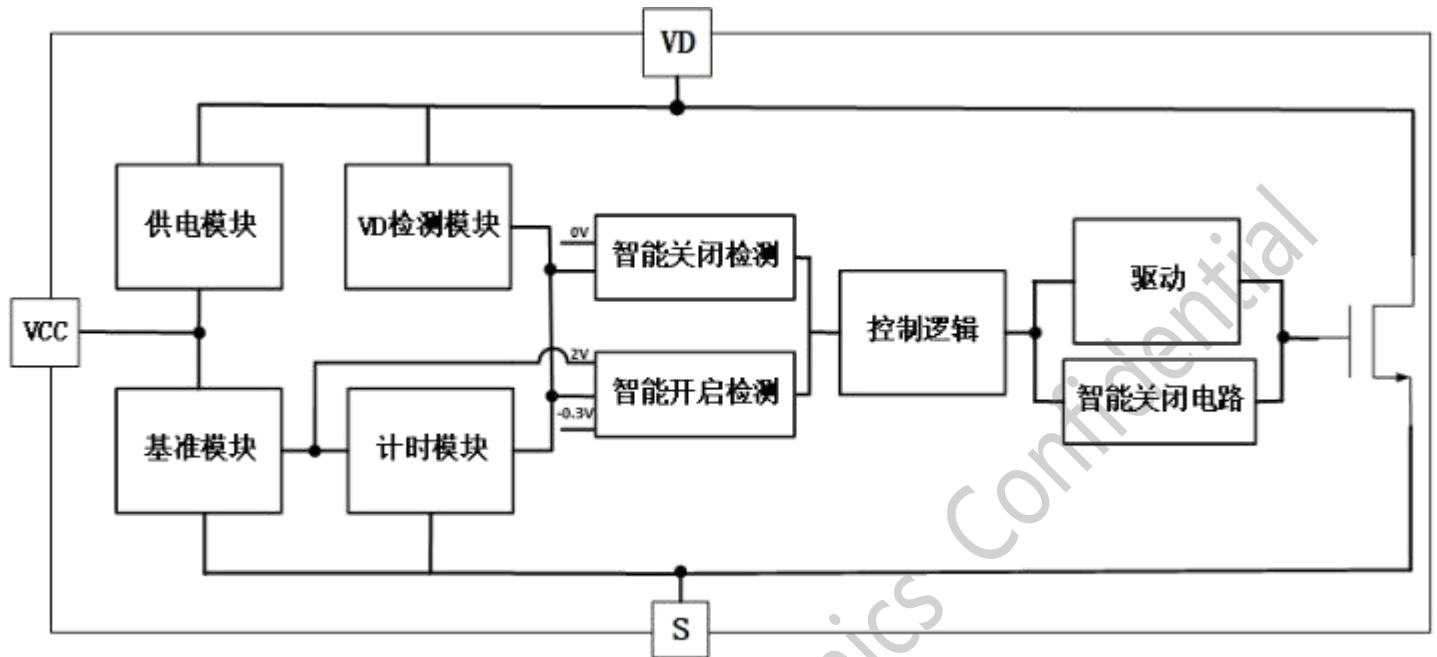 VD
供电模块
VD检测模块
0V
智能关闭检测
驱动
VCC
控制逻辑
2V
智能开启检测
-0.3V
智能关闭电路
基准模块
计时模块
S
Confidential